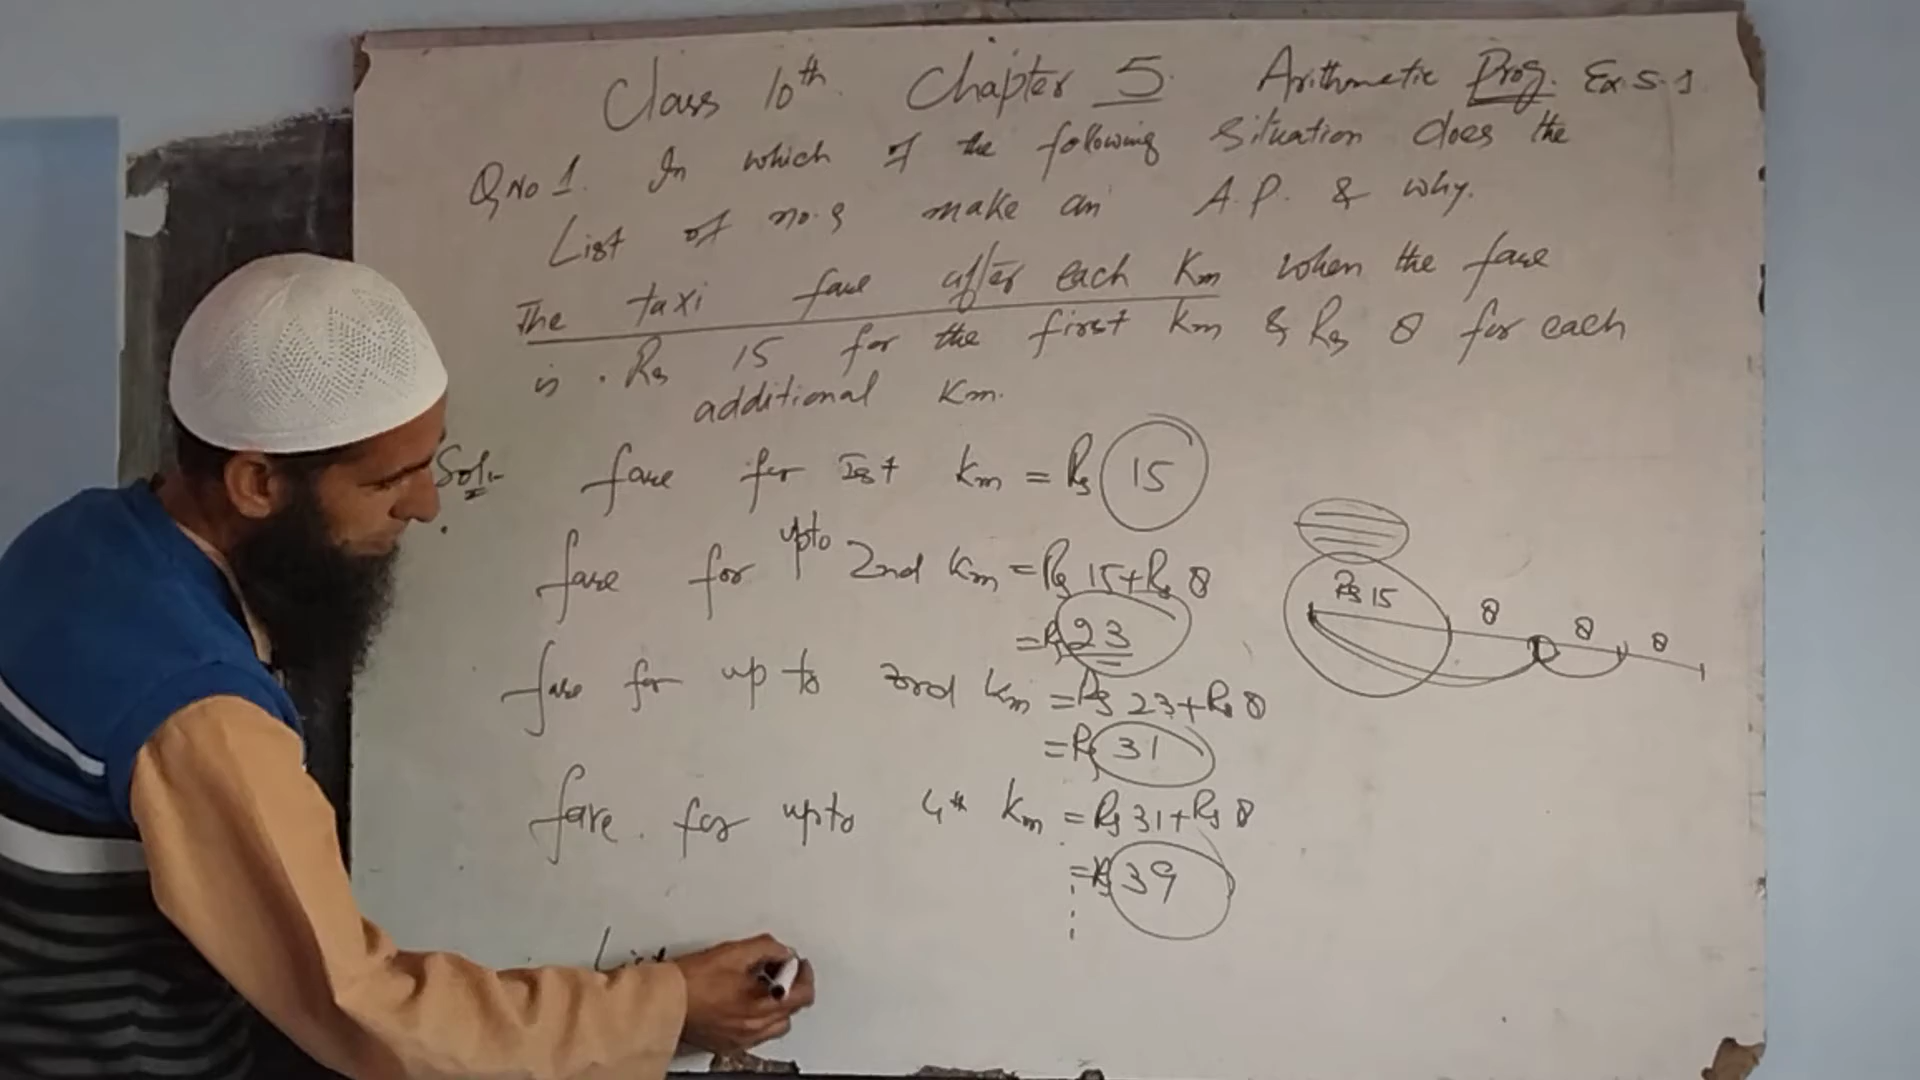 Class 10th Chapter 5 Arithmetic Prog. Ex. 5.1
Q No 1. In which of the following situation does the
List of no.s make an A.P. & why.
The taxi fare after each Km when the fare
is Rs 15 for the first Km & Rs 8 for each
additional Km.
Sol:- fare for Ist Km = Rs 15
fare for upto 2nd Km = Rs 15 + Rs 8
= Rs 23
fare for up to 3rd Km = Rs 23 + Rs 8
= Rs 31
fare for upto 4th Km = Rs 31 + Rs 8
= Rs 39
List
Rs 15 8 8 8